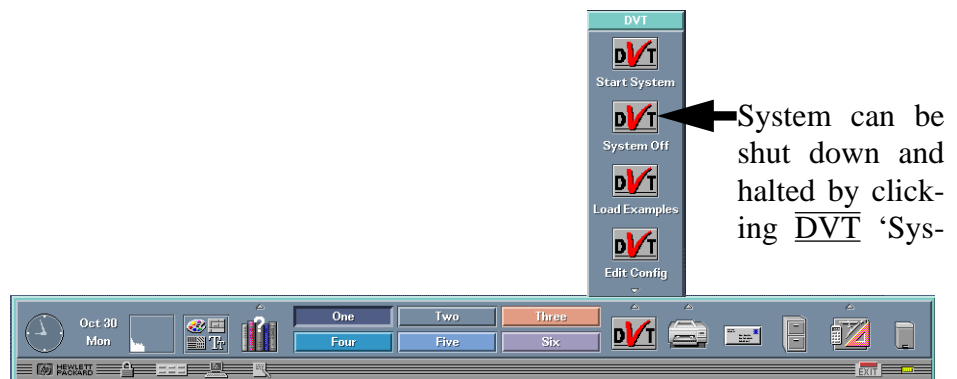 DVT
DVT
Start System
DVT
System Off
DVT
Load Examples
DVT
Edit Config
System can be
shut down and
halted by click-
ing DVT ‘Sys-
Oct 30
Mon
Tr
?
One
Two
Three
Four
Five
Six
DVT
hp HEWLETT
PACKARD
EXIT